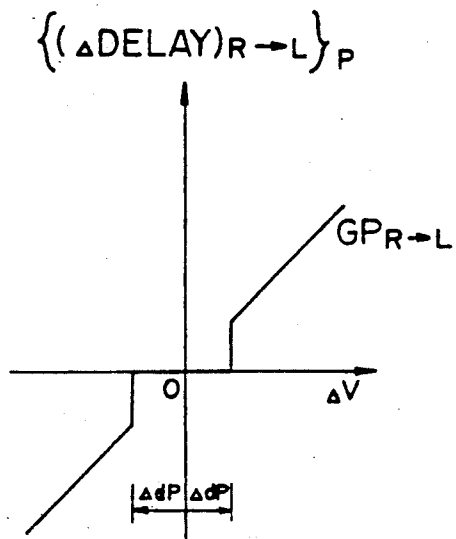 {(ΔDELAY)R→L}P
GPR→L
O
ΔV
ΔdP ΔdP